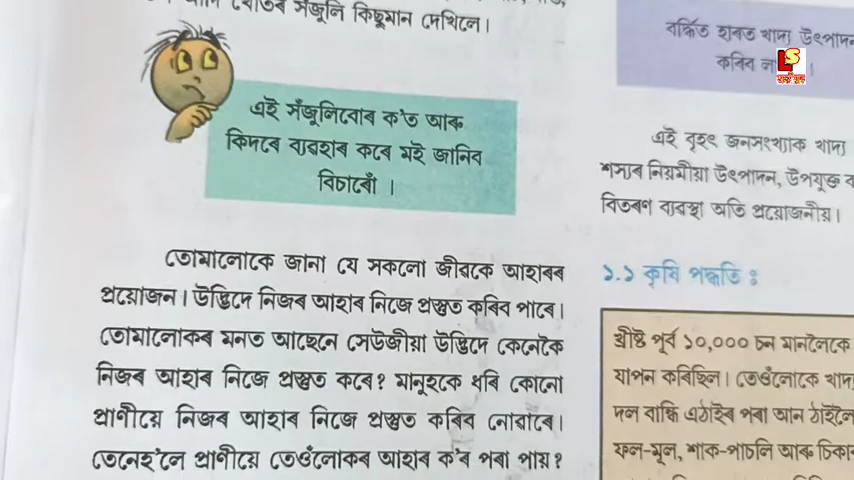 সঁজুলি কিছুমান দেখিলে।
এই সঁজুলিবোৰ ক'ত আৰু
কিদৰে ব্যৱহাৰ কৰে মই জানিব
বিচাৰোঁ ।
তোমালোকে জানা যে সকলো জীৱকে আহাৰৰ
প্ৰয়োজন। উদ্ভিদে নিজৰ আহাৰ নিজে প্ৰস্তুত কৰিব পাৰে।
তোমালোকৰ মনত আছেনে সেউজীয়া উদ্ভিদে কেনেকৈ
নিজৰ আহাৰ নিজে প্ৰস্তুত কৰে? মানুহকে ধৰি কোনো
প্ৰাণীয়ে নিজৰ আহাৰ নিজে প্ৰস্তুত কৰিব নোৱাৰে।
তেনেহ'লে প্ৰাণীয়ে তেওঁলোকৰ আহাৰ ক'ৰ পৰা পায়?
বৰ্দ্ধিত হাৰত খাদ্য উৎপাদন
কৰিব
LS
এই বৃহৎ জনসংখ্যাক খাদ্য
শস্যৰ নিয়মীয়া উৎপাদন, উপযুক্ত
বিতৰণ ব্যৱস্থা অতি প্ৰয়োজনীয়।
১.১ কৃষি পদ্ধতি :
খ্ৰীষ্ট পূৰ্ব ১০,০০০ চন মানলৈকে
যাপন কৰিছিল। তেওঁলোকে খাদ্য
দল বান্ধি এঠাইৰ পৰা আন ঠাইলৈ
ফল-মূল, শাক-পাচলি আৰু চিকাৰ